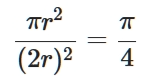 πr²/(2r)² = π/4